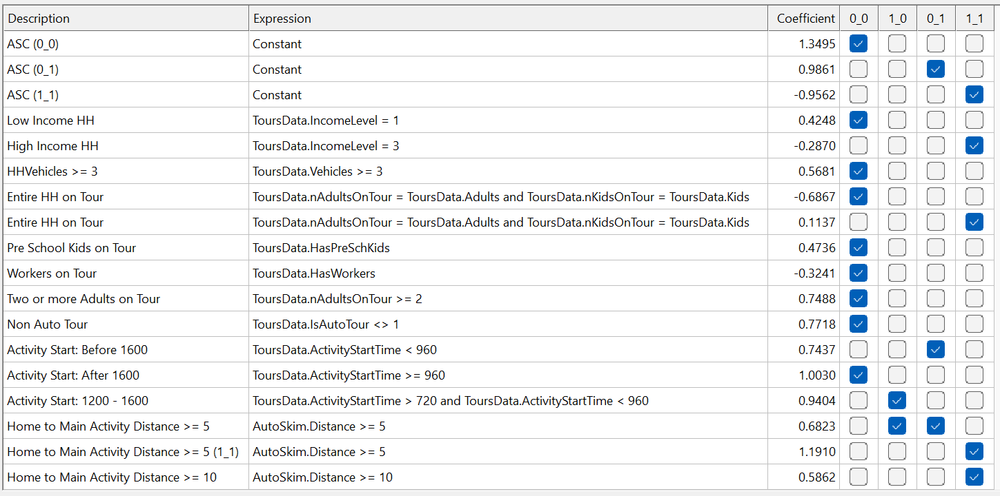 Description Expression Coefficient 0_0 1_0 0_1 1_1
ASC (0_0) Constant 1.3495
ASC (0_1) Constant 0.9861
ASC (1_1) Constant -0.9562
Low Income HH ToursData.IncomeLevel = 1 0.4248
High Income HH ToursData.IncomeLevel = 3 -0.2870
HHVehicles >= 3 ToursData.Vehicles >= 3 0.5681
Entire HH on Tour ToursData.nAdultsOnTour = ToursData.Adults and ToursData.nKidsOnTour = ToursData.Kids -0.6867
Entire HH on Tour ToursData.nAdultsOnTour = ToursData.Adults and ToursData.nKidsOnTour = ToursData.Kids 0.1137
Pre School Kids on Tour ToursData.HasPreSchKids 0.4736
Workers on Tour ToursData.HasWorkers -0.3241
Two or more Adults on Tour ToursData.nAdultsOnTour >= 2 0.7488
Non Auto Tour ToursData.IsAutoTour <> 1 0.7718
Activity Start: Before 1600 ToursData.ActivityStartTime < 960 0.7437
Activity Start: After 1600 ToursData.ActivityStartTime >= 960 1.0030
Activity Start: 1200 - 1600 ToursData.ActivityStartTime > 720 and ToursData.ActivityStartTime < 960 0.9404
Home to Main Activity Distance >= 5 AutoSkim.Distance >= 5 0.6823
Home to Main Activity Distance >= 5 (1_1) AutoSkim.Distance >= 5 1.1910
Home to Main Activity Distance >= 10 AutoSkim.Distance >= 10 0.5862